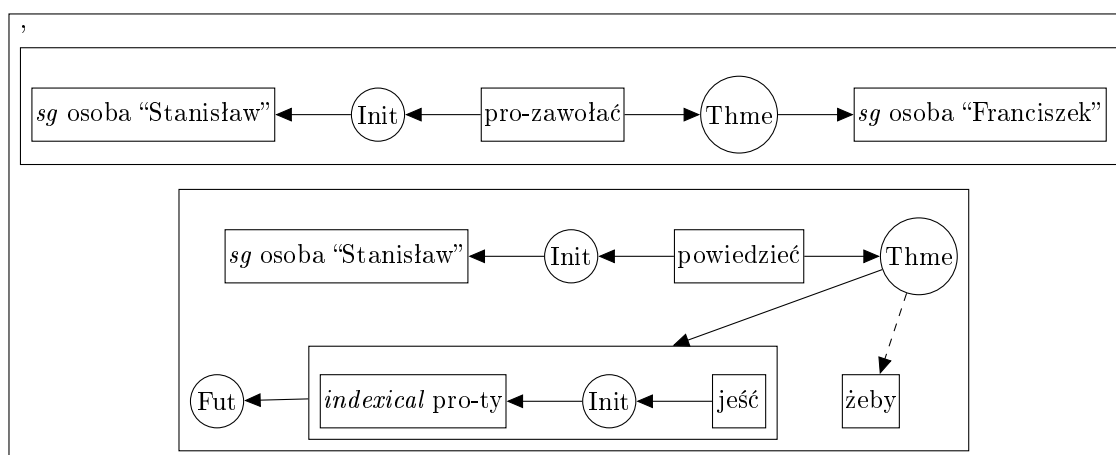 ,
sg osoba “Stanisław” Init pro-zawołać Thme sg osoba “Franciszek”
sg osoba “Stanisław” Init powiedzieć Thme
Fut indexical pro-ty Init jeść żeby